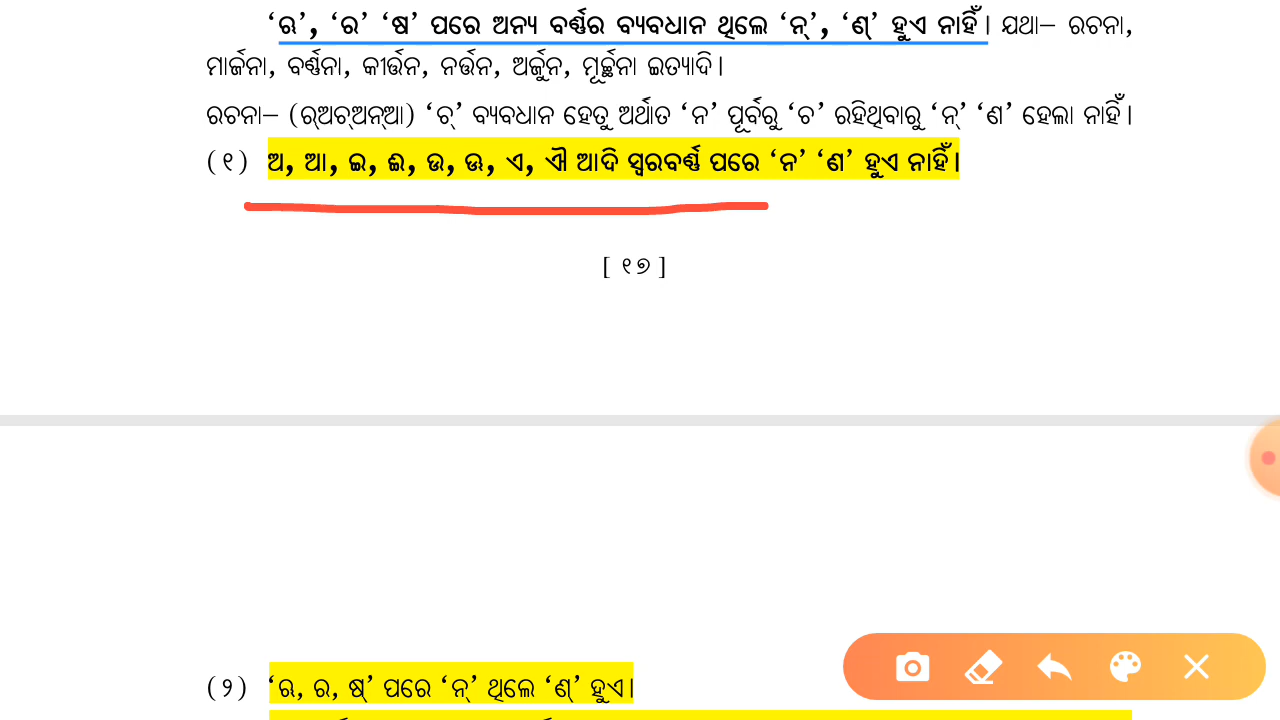 ‘ଋ’, ‘ର’ ‘ଷ’ ପରେ ଅନ୍ୟ ବର୍ଣ୍ଣର ବ୍ୟବଧାନ ଥିଲେ ‘ନ୍’, ‘ଣ୍’ ହୁଏ ନାହିଁ। ଯଥା– ରଚନା,
ମାର୍ଜନା, ବର୍ଣ୍ଣନା, କୀର୍ତ୍ତନ, ନର୍ତ୍ତନ, ଅର୍ଜୁନ, ମୂର୍ଚ୍ଛନା ଇତ୍ୟାଦି।
ରଚନା– (ର୍ଅଚ୍ଅନ୍ଆ) ‘ଚ୍’ ବ୍ୟବଧାନ ହେତୁ ଅର୍ଥାତ ‘ନ’ ପୂର୍ବରୁ ‘ଚ’ ରହିଥିବାରୁ ‘ନ୍’ ‘ଣ’ ହେଲା ନାହିଁ।
(୧) ଅ, ଆ, ଇ, ଈ, ଉ, ଊ, ଏ, ଐ ଆଦି ସ୍ବରବର୍ଣ୍ଣ ପରେ ‘ନ’ ‘ଣ’ ହୁଏ ନାହିଁ।
[ ୧୭ ]
(୨) ‘ଋ, ର, ଷ୍’ ପରେ ‘ନ୍’ ଥିଲେ ‘ଣ୍’ ହୁଏ।